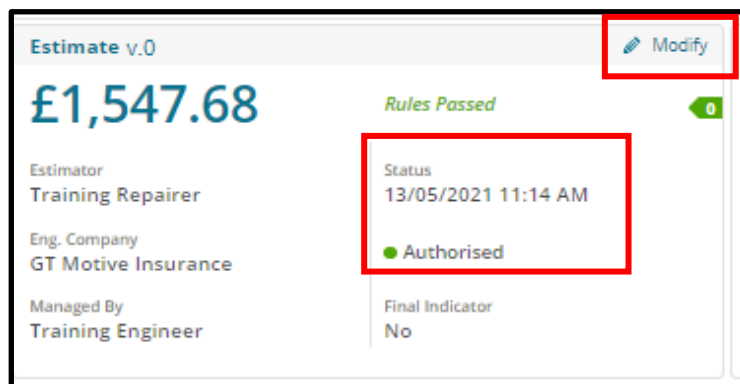 Estimate v.0
Modify
£1,547.68
Rules Passed
0
Estimator
Training Repairer
Status
13/05/2021 11:14 AM
Eng. Company
GT Motive Insurance
Authorised
Managed By
Training Engineer
Final Indicator
No